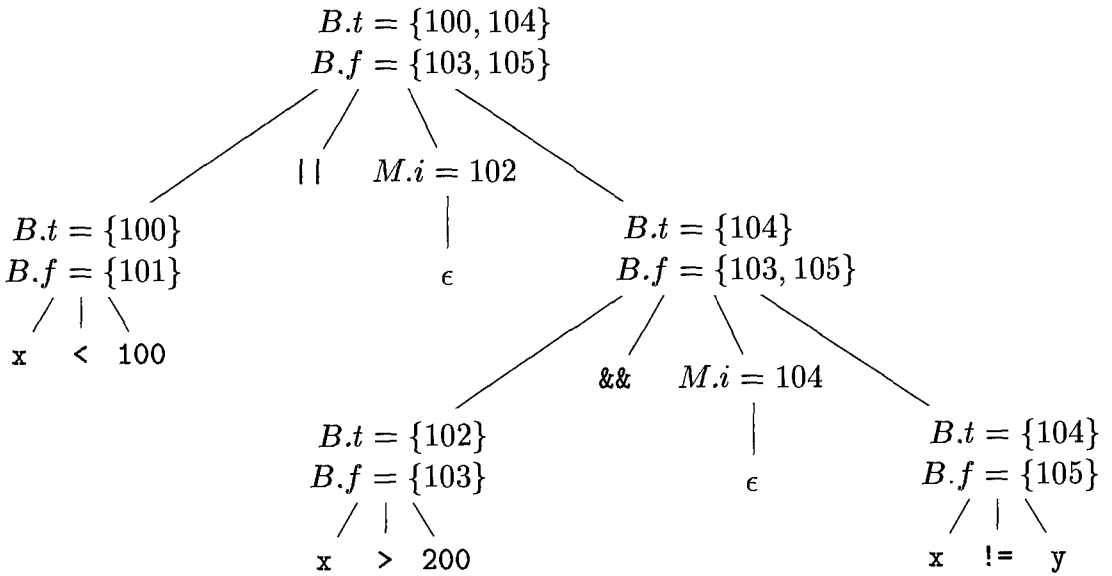 B.t = {100, 104}
B.f = {103, 105}
|| M.i = 102
B.t = {100}
B.f = {101}
ϵ
B.t = {104}
B.f = {103, 105}
x < 100
&& M.i = 104
B.t = {102}
B.f = {103}
ϵ
B.t = {104}
B.f = {105}
x > 200
x != y